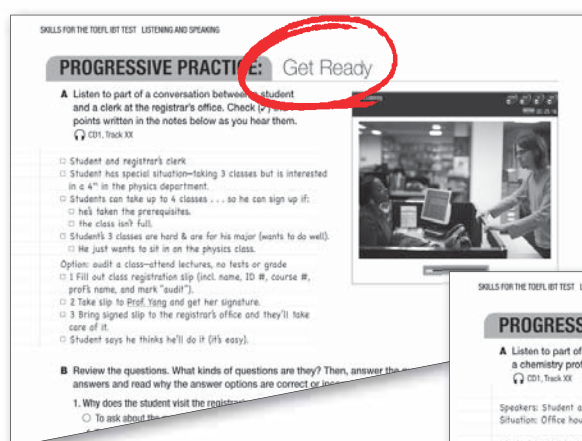 SKILLS FOR THE TOEFL IBT TEST LISTENING AND SPEAKING
PROGRESSIVE PRACTICE: Get Ready
A Listen to part of a conversation between a student
and a clerk at the registrar's office. Check (✓) the
points written in the notes below as you hear them.
CD1, Track XX
□ Student and registrar's clerk
□ Student has special situation—taking 3 classes but is interested
in a 4th in the physics department.
□ Students can take up to 4 classes . . . so he can sign up if:
□ he's taken the prerequisites.
□ the class isn't full.
□ Student's 3 classes are hard & are for his major (wants to do well).
□ He just wants to sit in on the physics class.
Option: audit a class—attend lectures, no tests or grade
□ 1 Fill out class registration slip (incl. name, ID #, course #,
prof's name, and mark "audit").
□ 2 Take slip to Prof. Yang and get her signature.
□ 3 Bring signed slip to the registrar's office and they'll take
care of it.
□ Student says he thinks he'll do it (it's easy).
B Review the questions. What kinds of questions are they? Then, answer the
answers and read why the answer options are correct or
1. Why does the student visit the
○ To ask about the
SKILLS FOR THE TOEFL IBT TEST
PROGRESS
A Listen to part of
a chemistry prof
CD1, Track XX
Speakers: Student a
Situation: Office hou